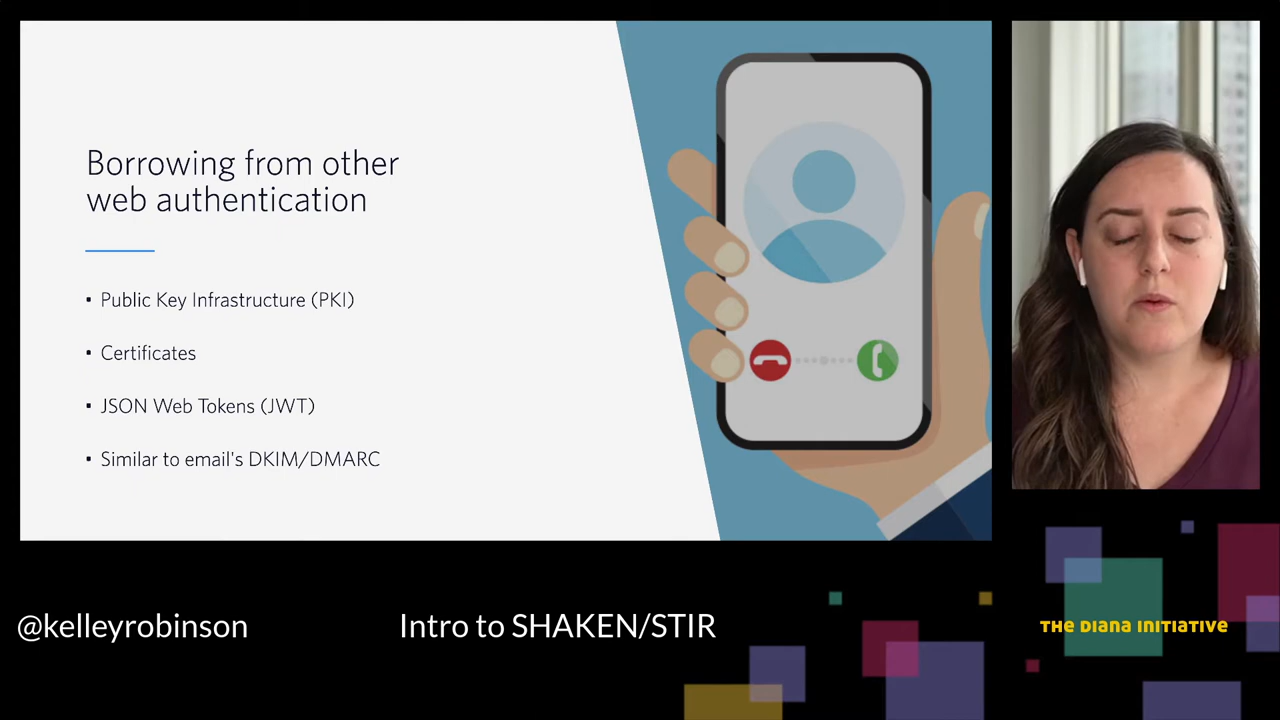 Borrowing from other
web authentication
▪ Public Key Infrastructure (PKI)
▪ Certificates
▪ JSON Web Tokens (JWT)
▪ Similar to email's DKIM/DMARC
@kelleyrobinson
Intro to SHAKEN/STIR
THE DIANA INITIATIVE